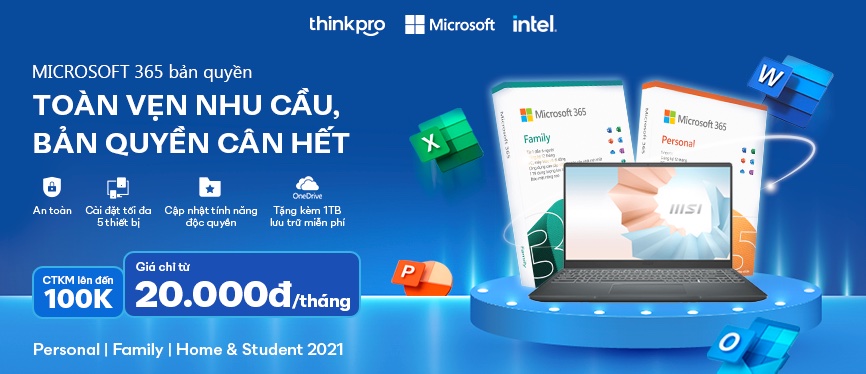 thinkpro Microsoft intel.
MICROSOFT 365 bản quyền
TOÀN VẸN NHU CẦU,
BẢN QUYỀN CÂN HẾT
OneDrive
An toàn
Cài đặt tối đa
5 thiết bị
Cập nhật tính năng
độc quyền
Tặng kèm 1TB
lưu trữ miễn phí
CTKM lên đến
100K
Giá chỉ từ
20.000đ/tháng
Personal | Family | Home & Student 2021
Microsoft 365
Family
Microsoft 365
Family
Microsoft 365
Personal
msi
X
W
P
O